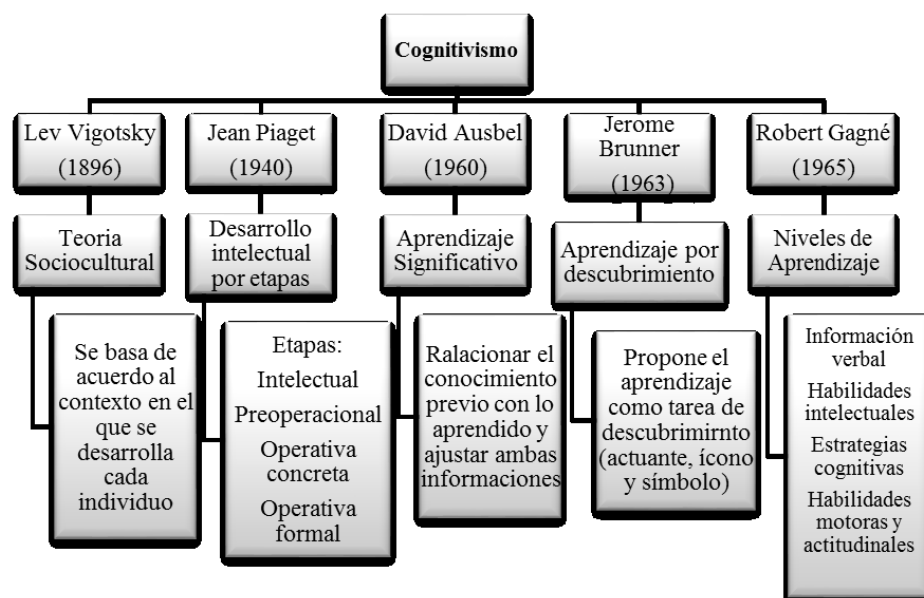 Cognitivismo
Lev Vigotsky
(1896)
Jean Piaget
(1940)
David Ausbel
(1960)
Jerome
Brunner
(1963)
Robert Gagné
(1965)
Teoria
Sociocultural
Desarrollo
intelectual
por etapas
Aprendizaje
Significativo
Aprendizaje por
descubrimiento
Niveles de
Aprendizaje
Se basa de
acuerdo al
contexto en el
que se
desarrolla
cada
individuo
Etapas:
Intelectual
Preoperacional
Operativa
concreta
Operativa
formal
Ralacionar el
conocimiento
previo con lo
aprendido y
ajustar ambas
informaciones
Propone el
aprendizaje
como tarea de
descubrimirnto
(actuante, ícono
y símbolo)
Información
verbal
Habilidades
intelectuales
Estrategias
cognitivas
Habilidades
motoras y
actitudinales